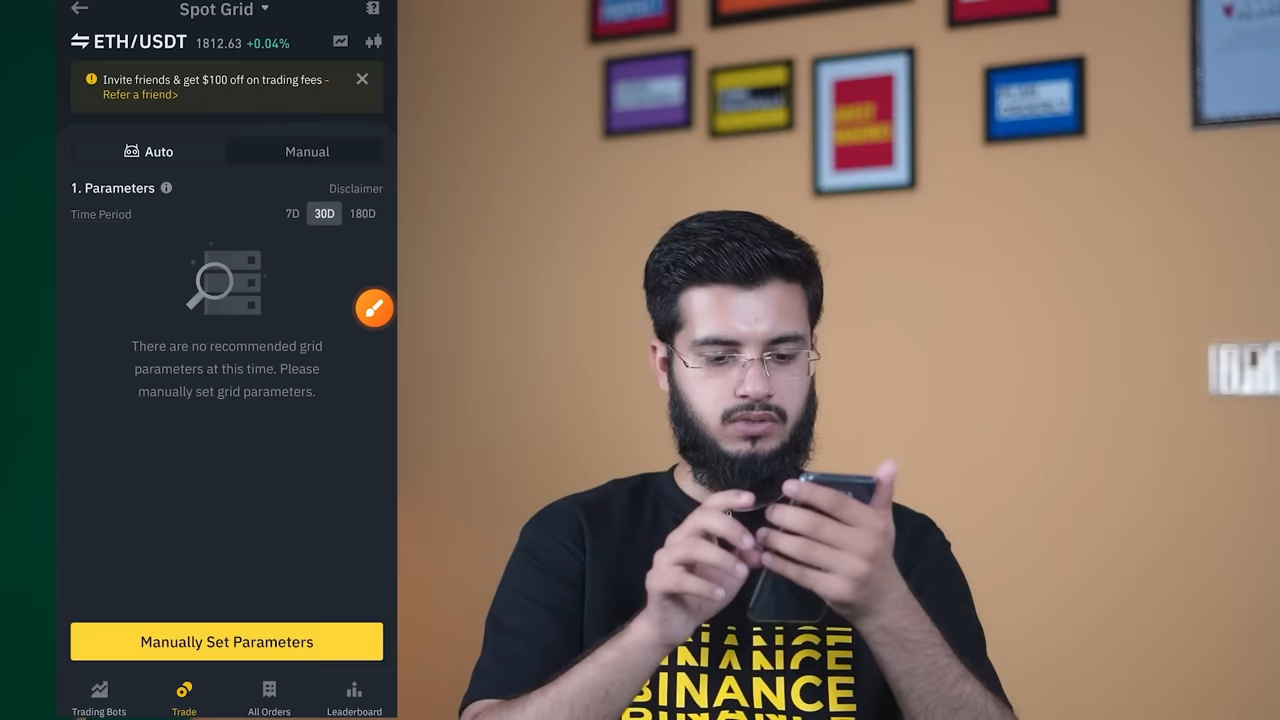 Spot Grid
ETH/USDT 1812.63 +0.04%
Invite friends & get $100 off on trading fees -
Refer a friend>
Auto
Manual
1. Parameters
Disclaimer
Time Period
7D
30D
180D
There are no recommended grid
parameters at this time. Please
manually set grid parameters.
Manually Set Parameters
Trading Bots
Trade
All Orders
Leaderboard
BINANCE
BINANCE
BINANCE
BINANCE